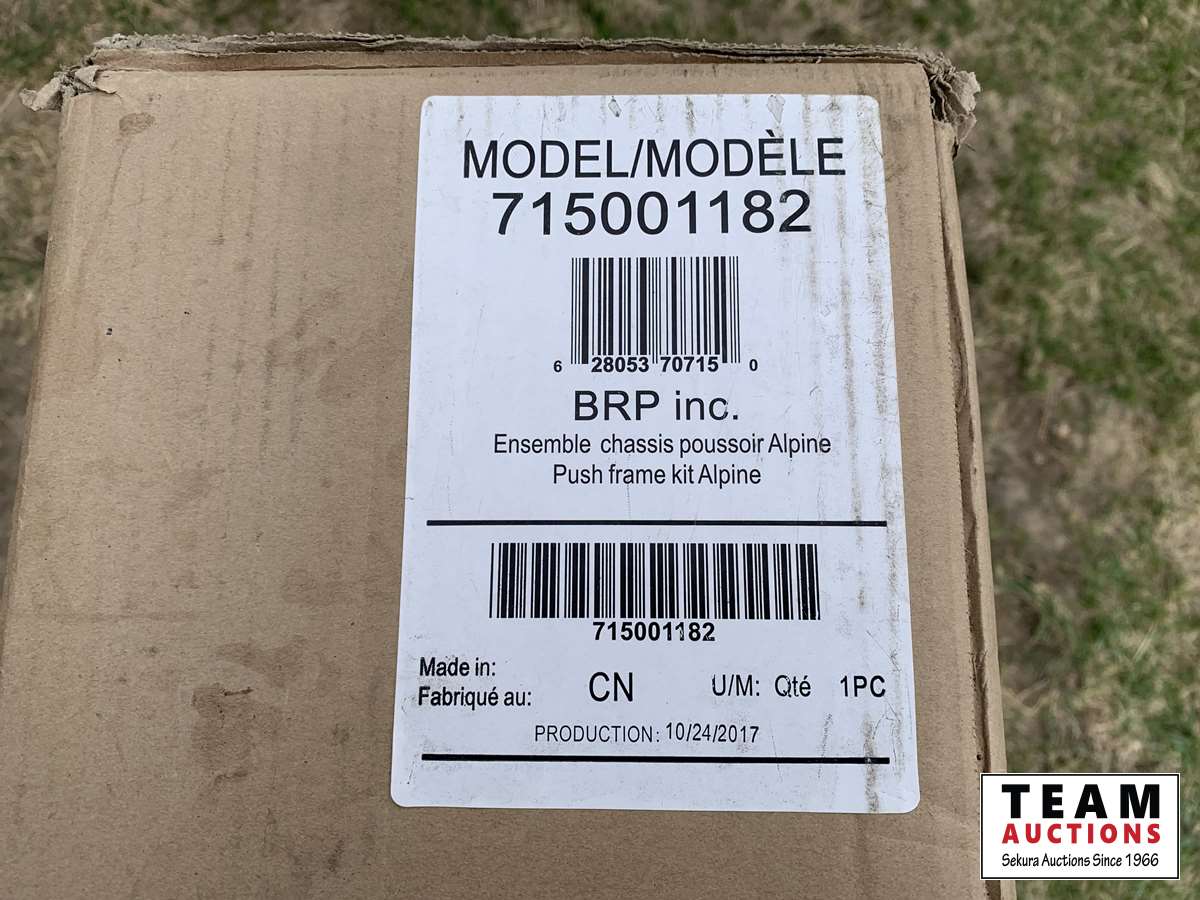 MODEL/MODÈLE
715001182
6 28053 70715 0
BRP inc.
Ensemble chassis poussoir Alpine
Push frame kit Alpine
715001182
Made in:
Fabriqué au:
CN
U/M: Qté 1PC
PRODUCTION: 10/24/2017
TEAM
AUCTIONS
Sekura Auctions Since 1966